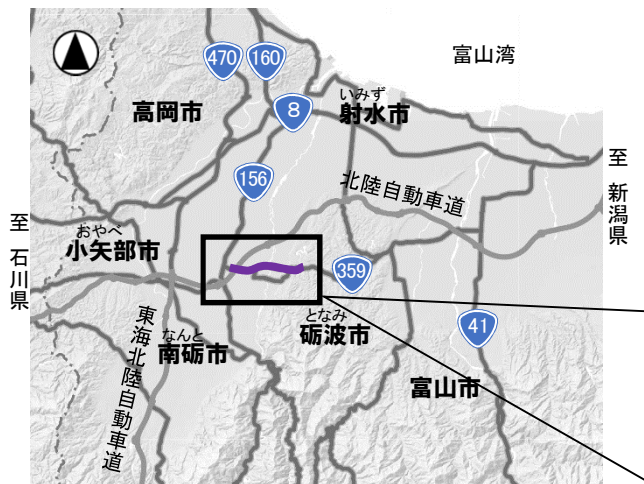 富山湾
470
160
高岡市
いみず
射水市
8
156
北陸自動車道
至 新潟県
おやべ
小矢部市
至 石川県
359
となみ
砺波市
なんと
南砺市
41
富山市
東海北陸自動車道